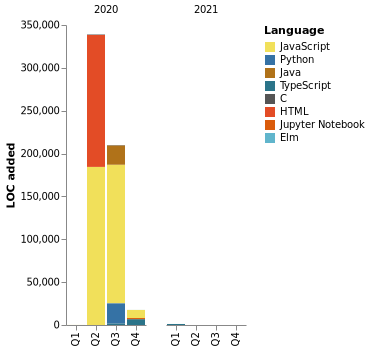 2020 2021
350,000
300,000
250,000
200,000
150,000
100,000
50,000
0
LOC added
Q1 Q2 Q3 Q4 Q1 Q2 Q3 Q4
Language
JavaScript
Python
Java
TypeScript
C
HTML
Jupyter Notebook
Elm